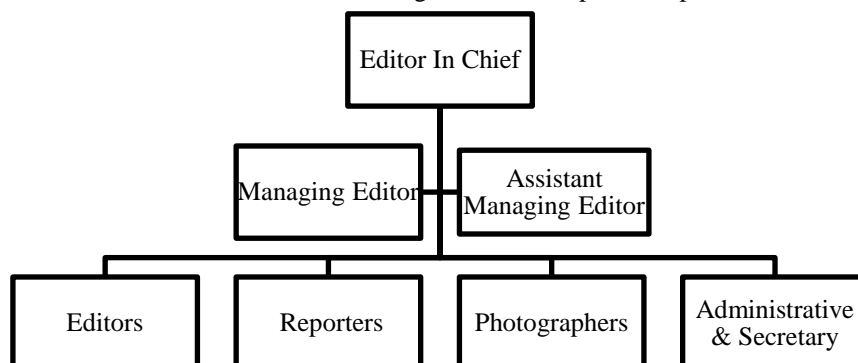 Editor In Chief
Managing Editor
Assistant
Managing Editor
Editors
Reporters
Photographers
Administrative
& Secretary